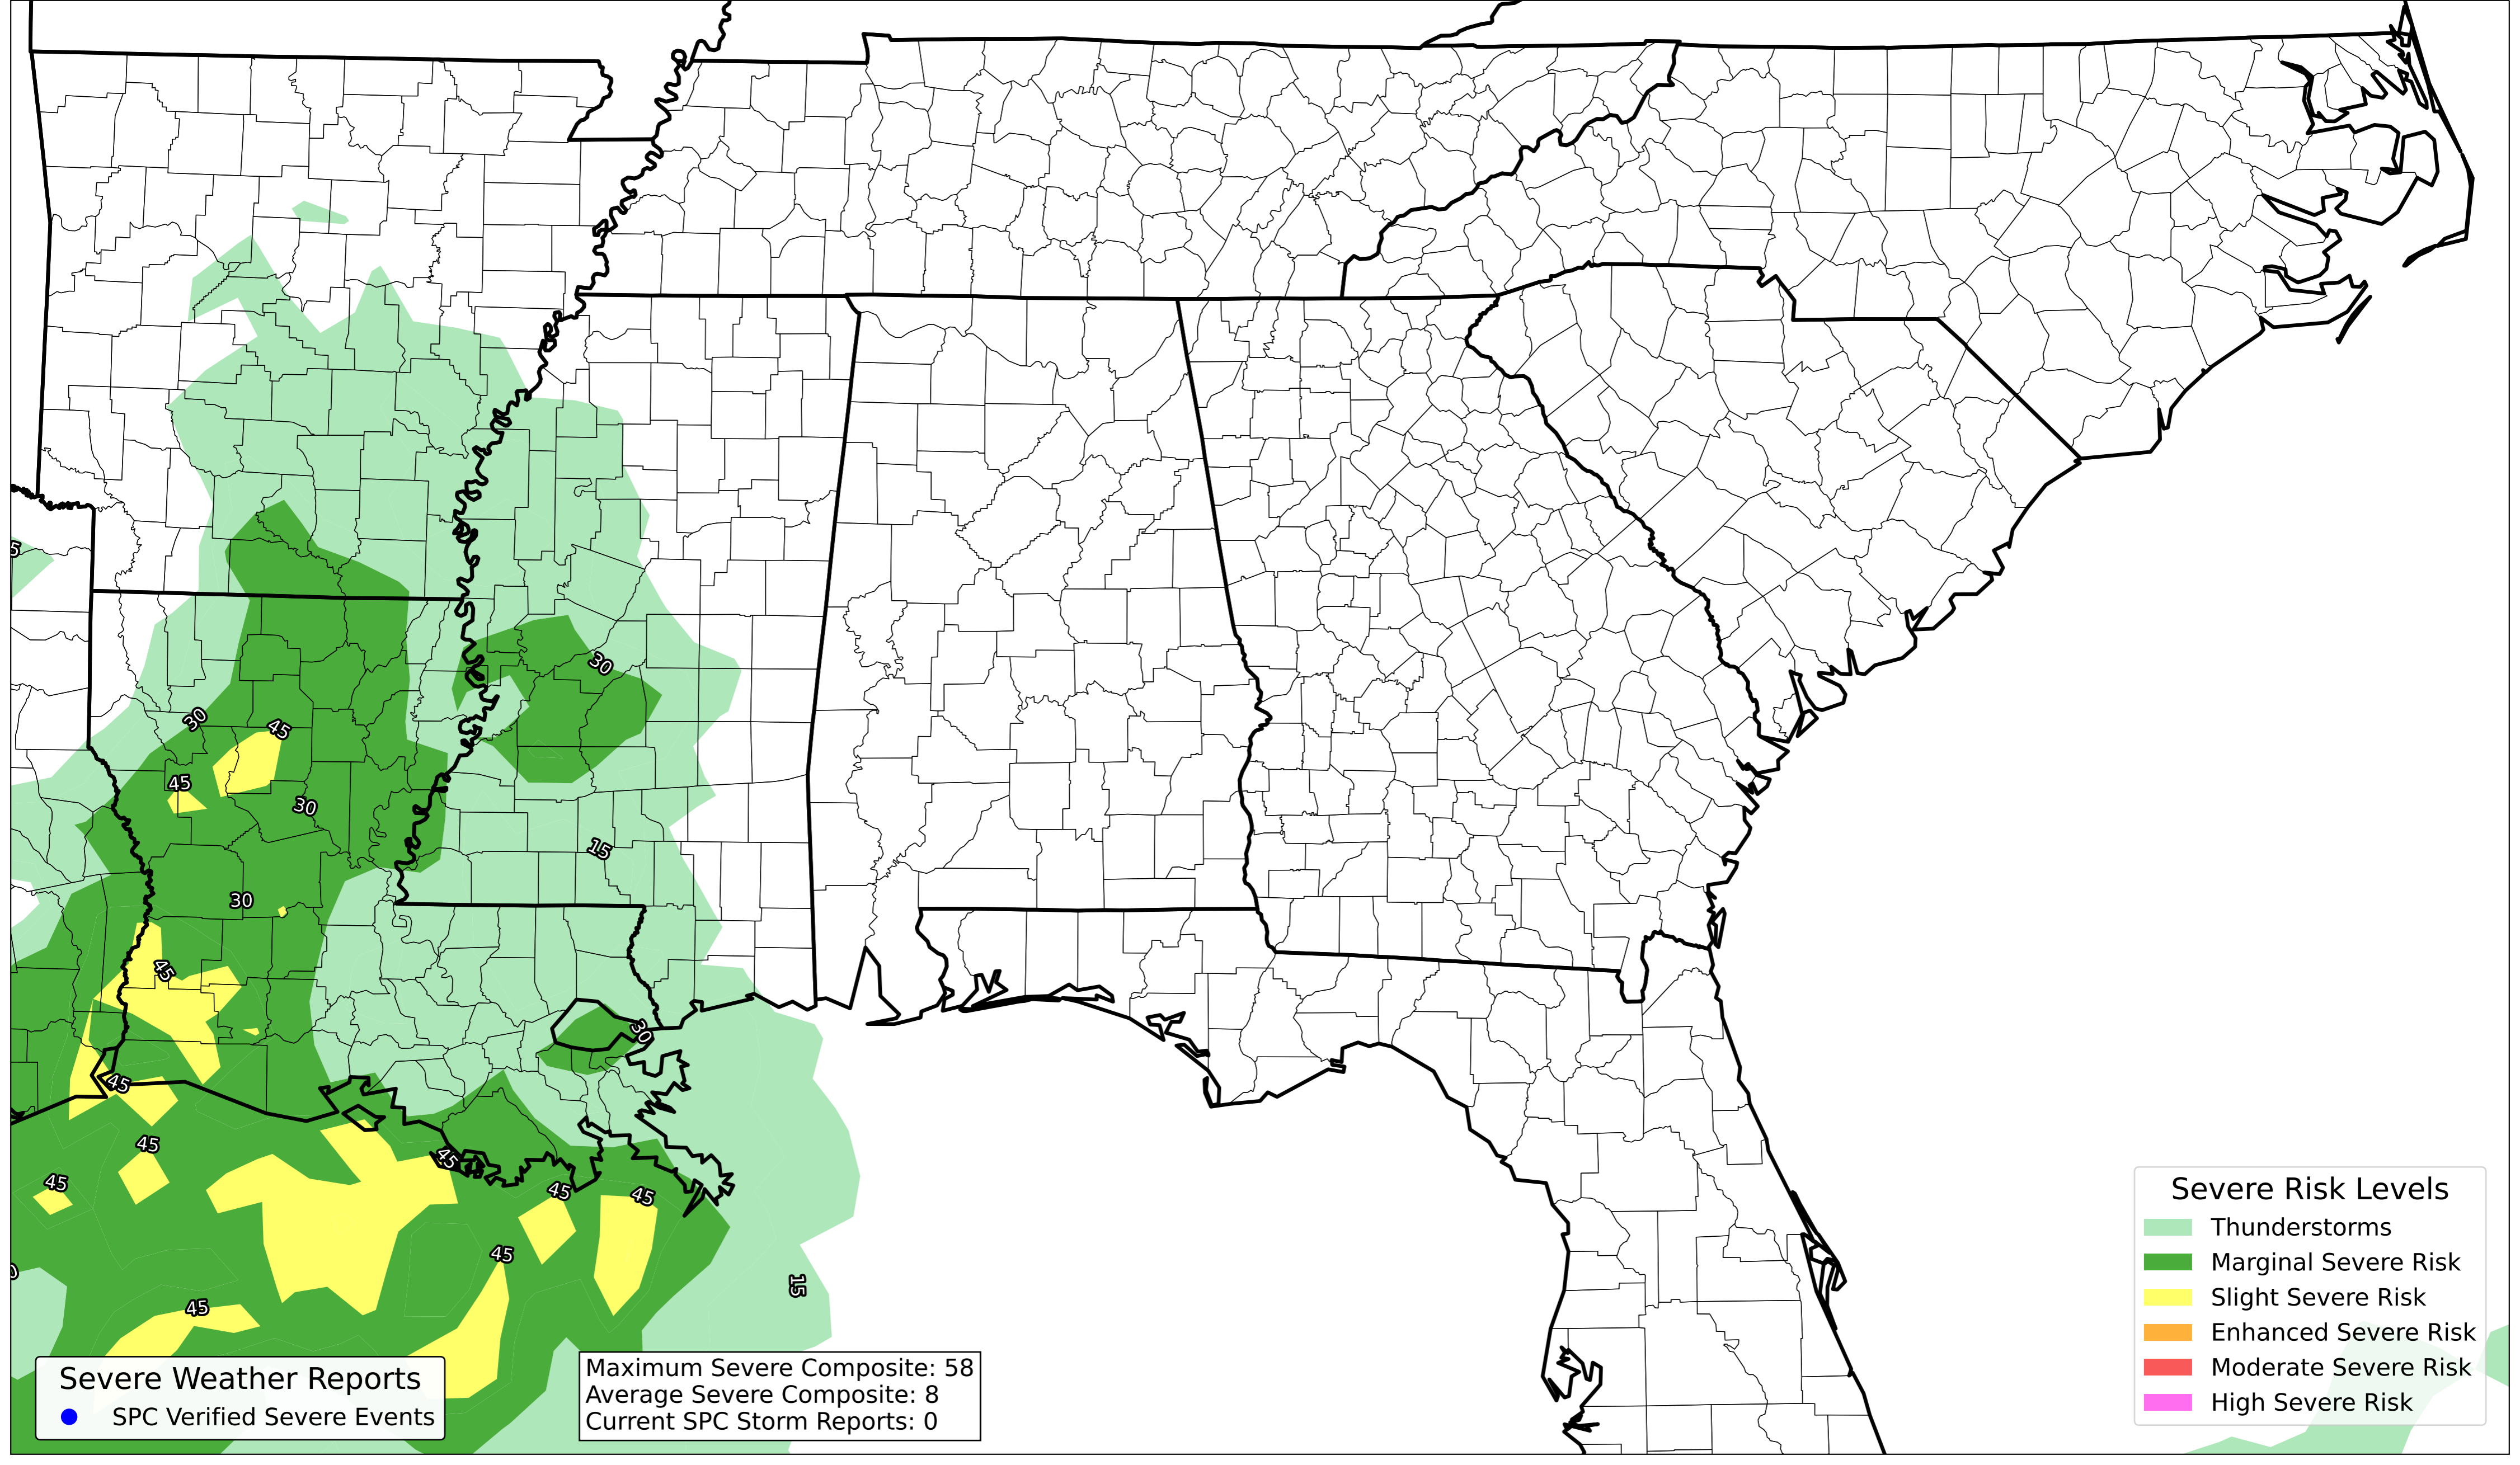 5
30
30
45
45
30
15
30
45
30
45
45
45
45
45
45
45
15
45
Severe Weather Reports
SPC Verified Severe Events
Maximum Severe Composite: 58
Average Severe Composite: 8
Current SPC Storm Reports: 0
Severe Risk Levels
Thunderstorms
Marginal Severe Risk
Slight Severe Risk
Enhanced Severe Risk
Moderate Severe Risk
High Severe Risk